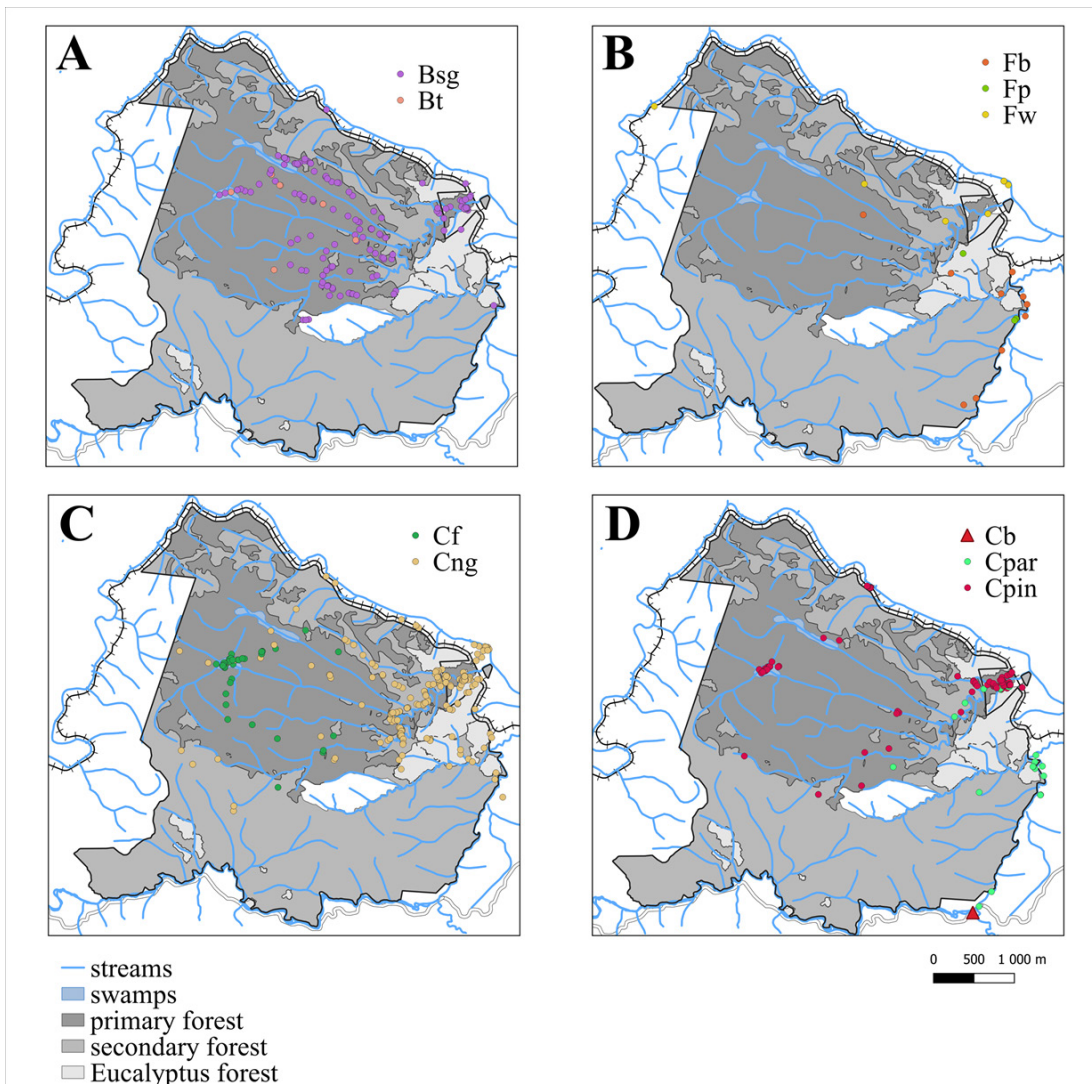 A
Bsg
Bt
B
Fb
Fp
Fw
C
Cf
Cng
D
Cb
Cpar
Cpin
0 500 1 000 m
streams
swamps
primary forest
secondary forest
Eucalyptus forest